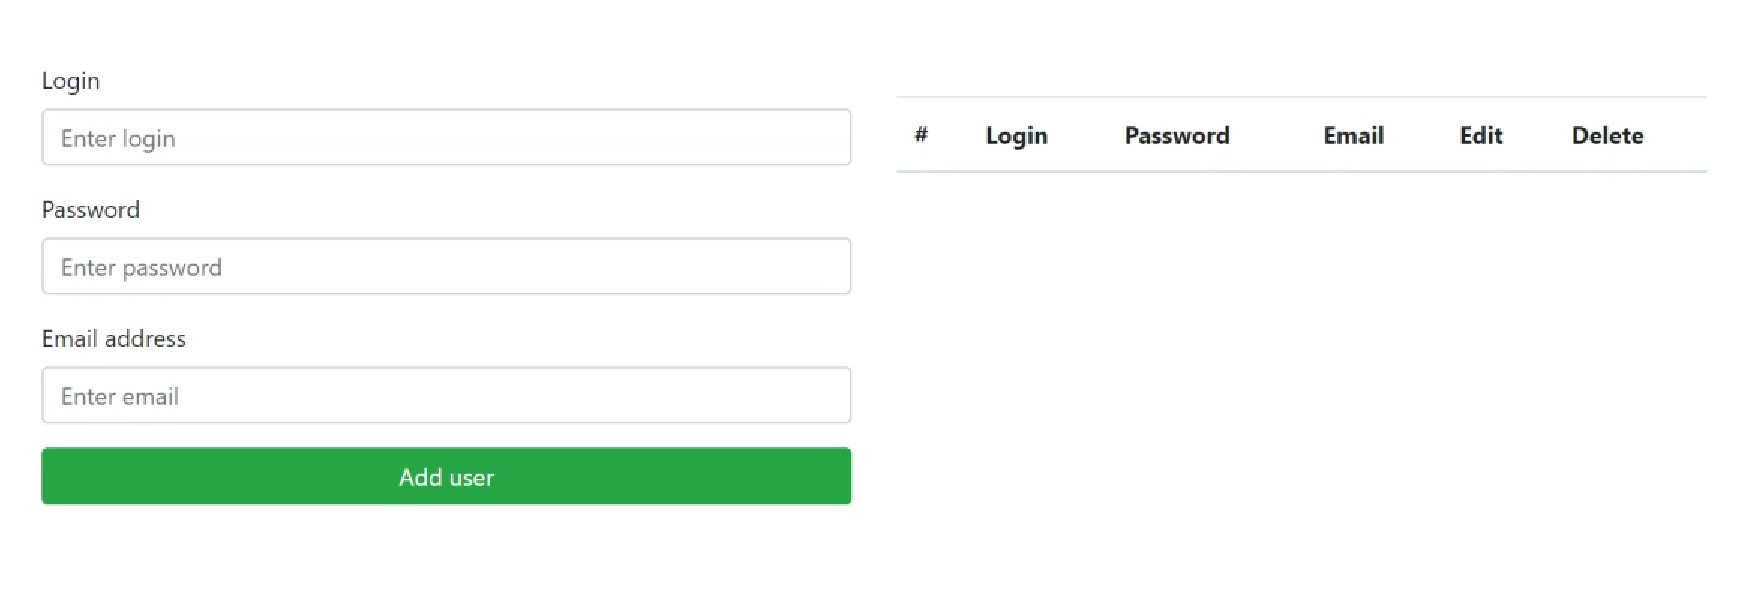 Login
Enter login
Password
Enter password
Email address
Enter email
Add user
# Login Password Email Edit Delete